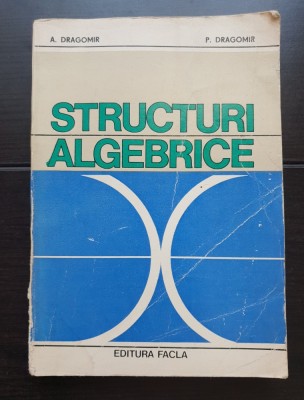 A. DRAGOMIR P. DRAGOMIR
STRUCTURI
ALGEBRICE
EDITURA FACLA